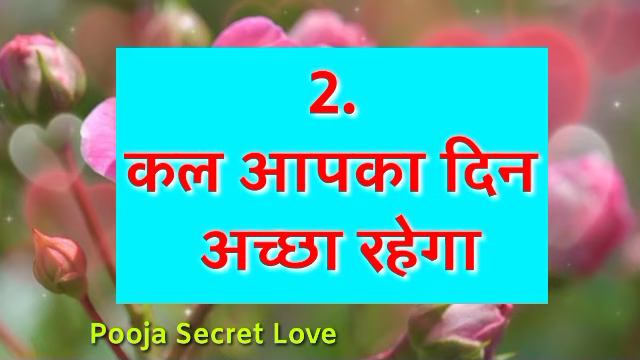 2.
कल आपका दिन
अच्छा रहेगा
Pooja Secret Love